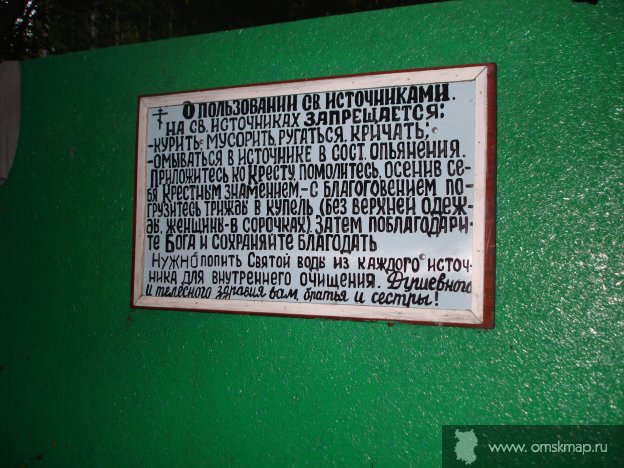 О ПОЛЬЗОВАНИИ СВ ИСТОЧНИКАМИ.
НА СВ. ИСТОЧНИКАХ ЗАПРЕЩАЕТСЯ:
-КУРИТЬ, МУСОРИТЬ, РУГАТЬСЯ, КРИЧАТЬ;
-ОМЫВАТЬСЯ В ИСТОЧНИКЕ В СОСТ. ОПЬЯНЕНИЯ.
ПРИЛОЖИТЕСЬ КО КРЕСТУ, ПОМОЛИТЕСЬ, ОСЕНИВ СЕ-
БЯ КРЕСТНЫМ ЗНАМЕНИЕМ,-С БЛАГОГОВЕНИЕМ ПО-
ГРУЗИТЕСЬ ТРИЖДЫ В КУПЕЛЬ (БЕЗ ВЕРХНЕЙ ОДЕЖ-
ДЫ, ЖЕНЩИНЫ-В СОРОЧКАХ) ЗАТЕМ ПОБЛАГОДАРИ-
ТЕ БОГА И СОХРАНЯЙТЕ БЛАГОДАТЬ
НУЖНО ПОПИТЬ СВЯТОЙ ВОДЫ ИЗ КАЖДОГО ИСТОЧ-
НИКА ДЛЯ ВНУТРЕННЕГО ОЧИЩЕНИЯ. Душевного
и телесного здравия вам, братья и сестры!
www. omskmap.ru